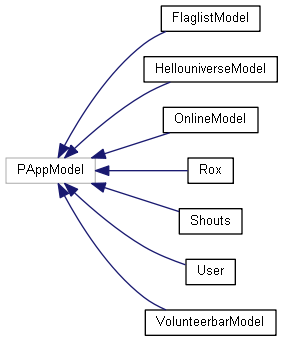 FlaglistModel
HellouniverseModel
OnlineModel
PAppModel
Rox
Shouts
User
VolunteerbarModel